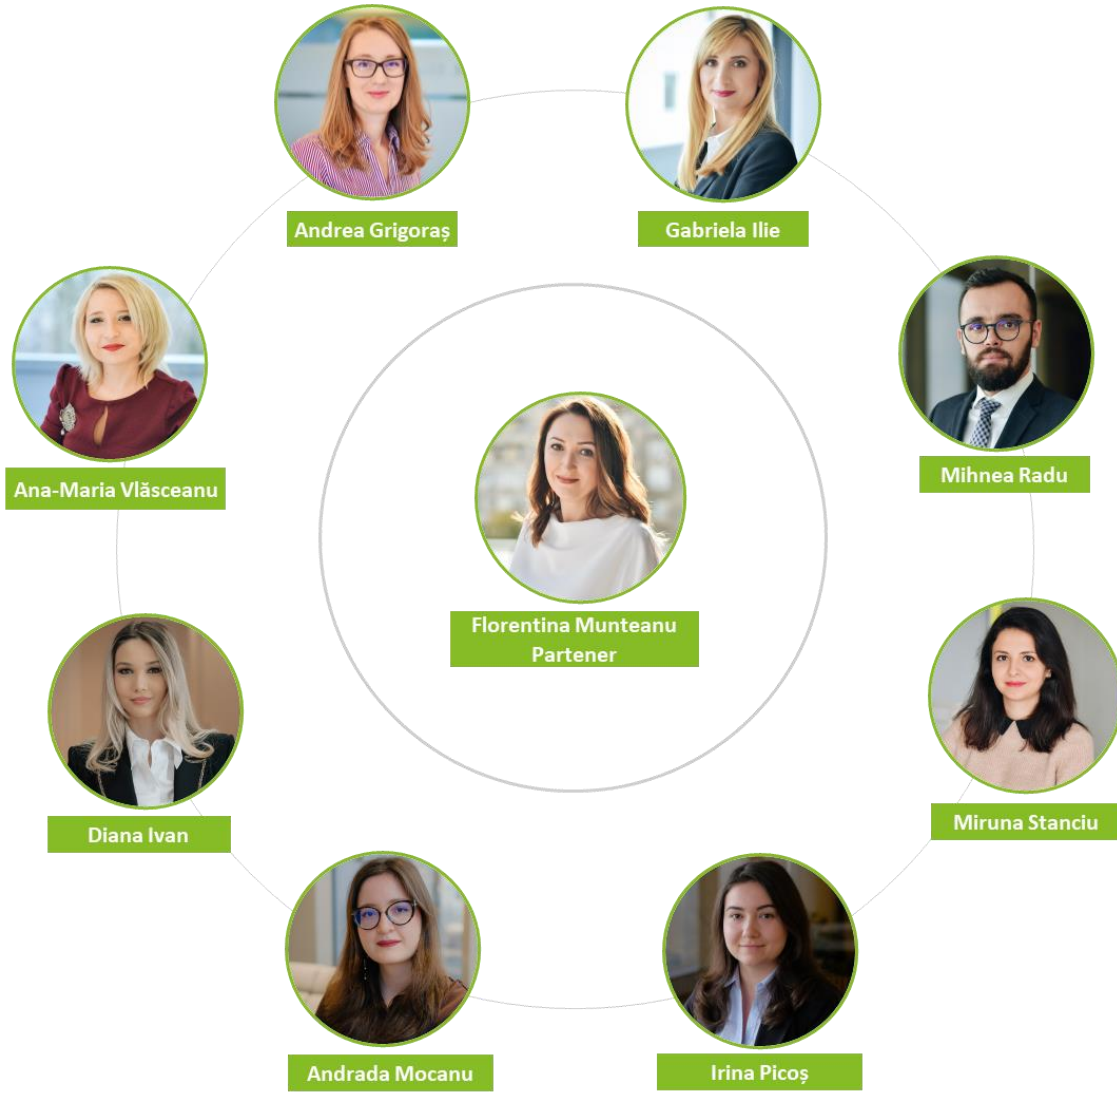 Andrea Grigoraș
Gabriela Ilie
Ana-Maria Vlăsceanu
Mihnea Radu
Florentina Munteanu
Partener
Diana Ivan
Miruna Stanciu
Andrada Mocanu
Irina Picoș